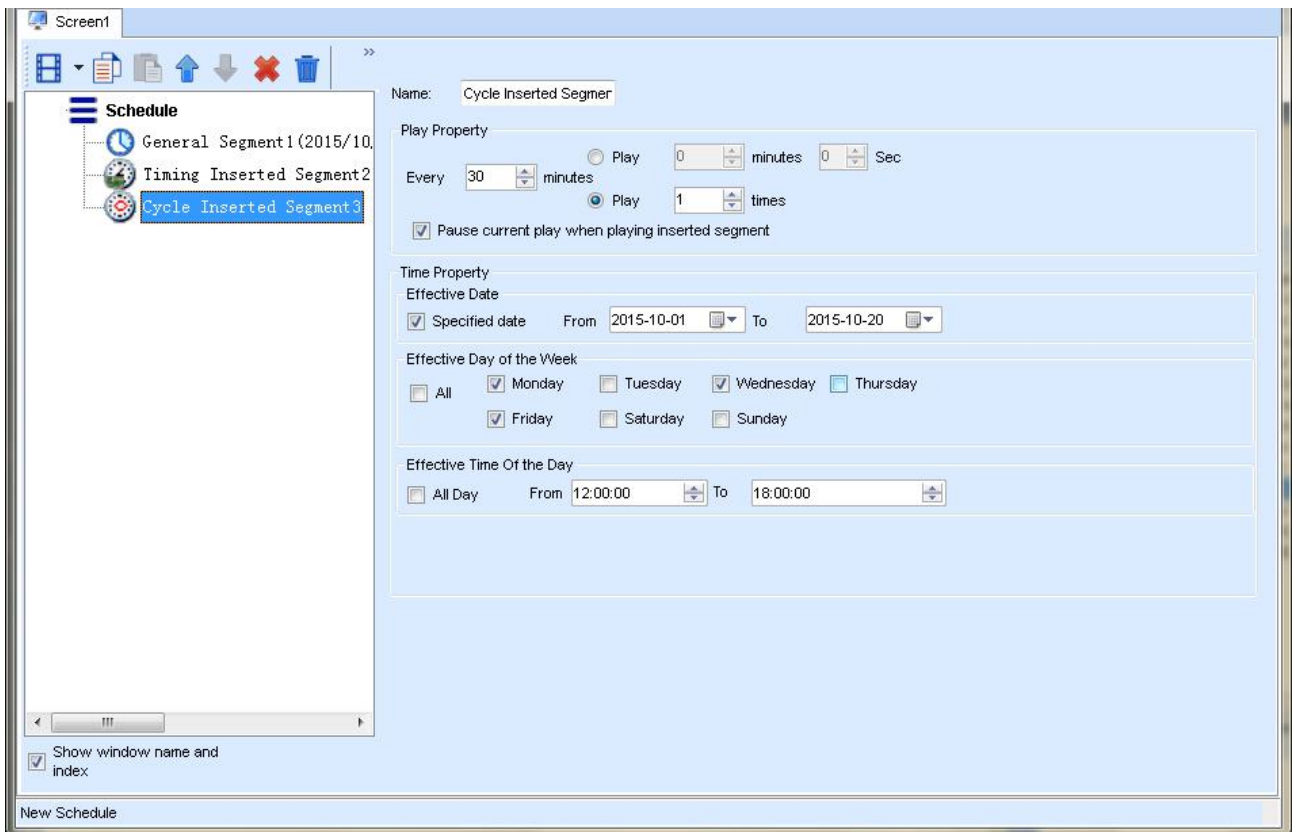 Screen1
»
Name: Cycle Inserted Segmer
Schedule
General Segment1(2015/10,
Timing Inserted Segment2
Cycle Inserted Segment3
Play Property
Play 0 minutes 0 Sec
Every 30 minutes
Play 1 times
Pause current play when playing inserted segment
Time Property
Effective Date
Specified date From 2015-10-01 To 2015-10-20
Effective Day of the Week
All Monday Tuesday Wednesday Thursday
Friday Saturday Sunday
Effective Time Of the Day
All Day From 12:00:00 To 18:00:00
Show window name and
index
New Schedule